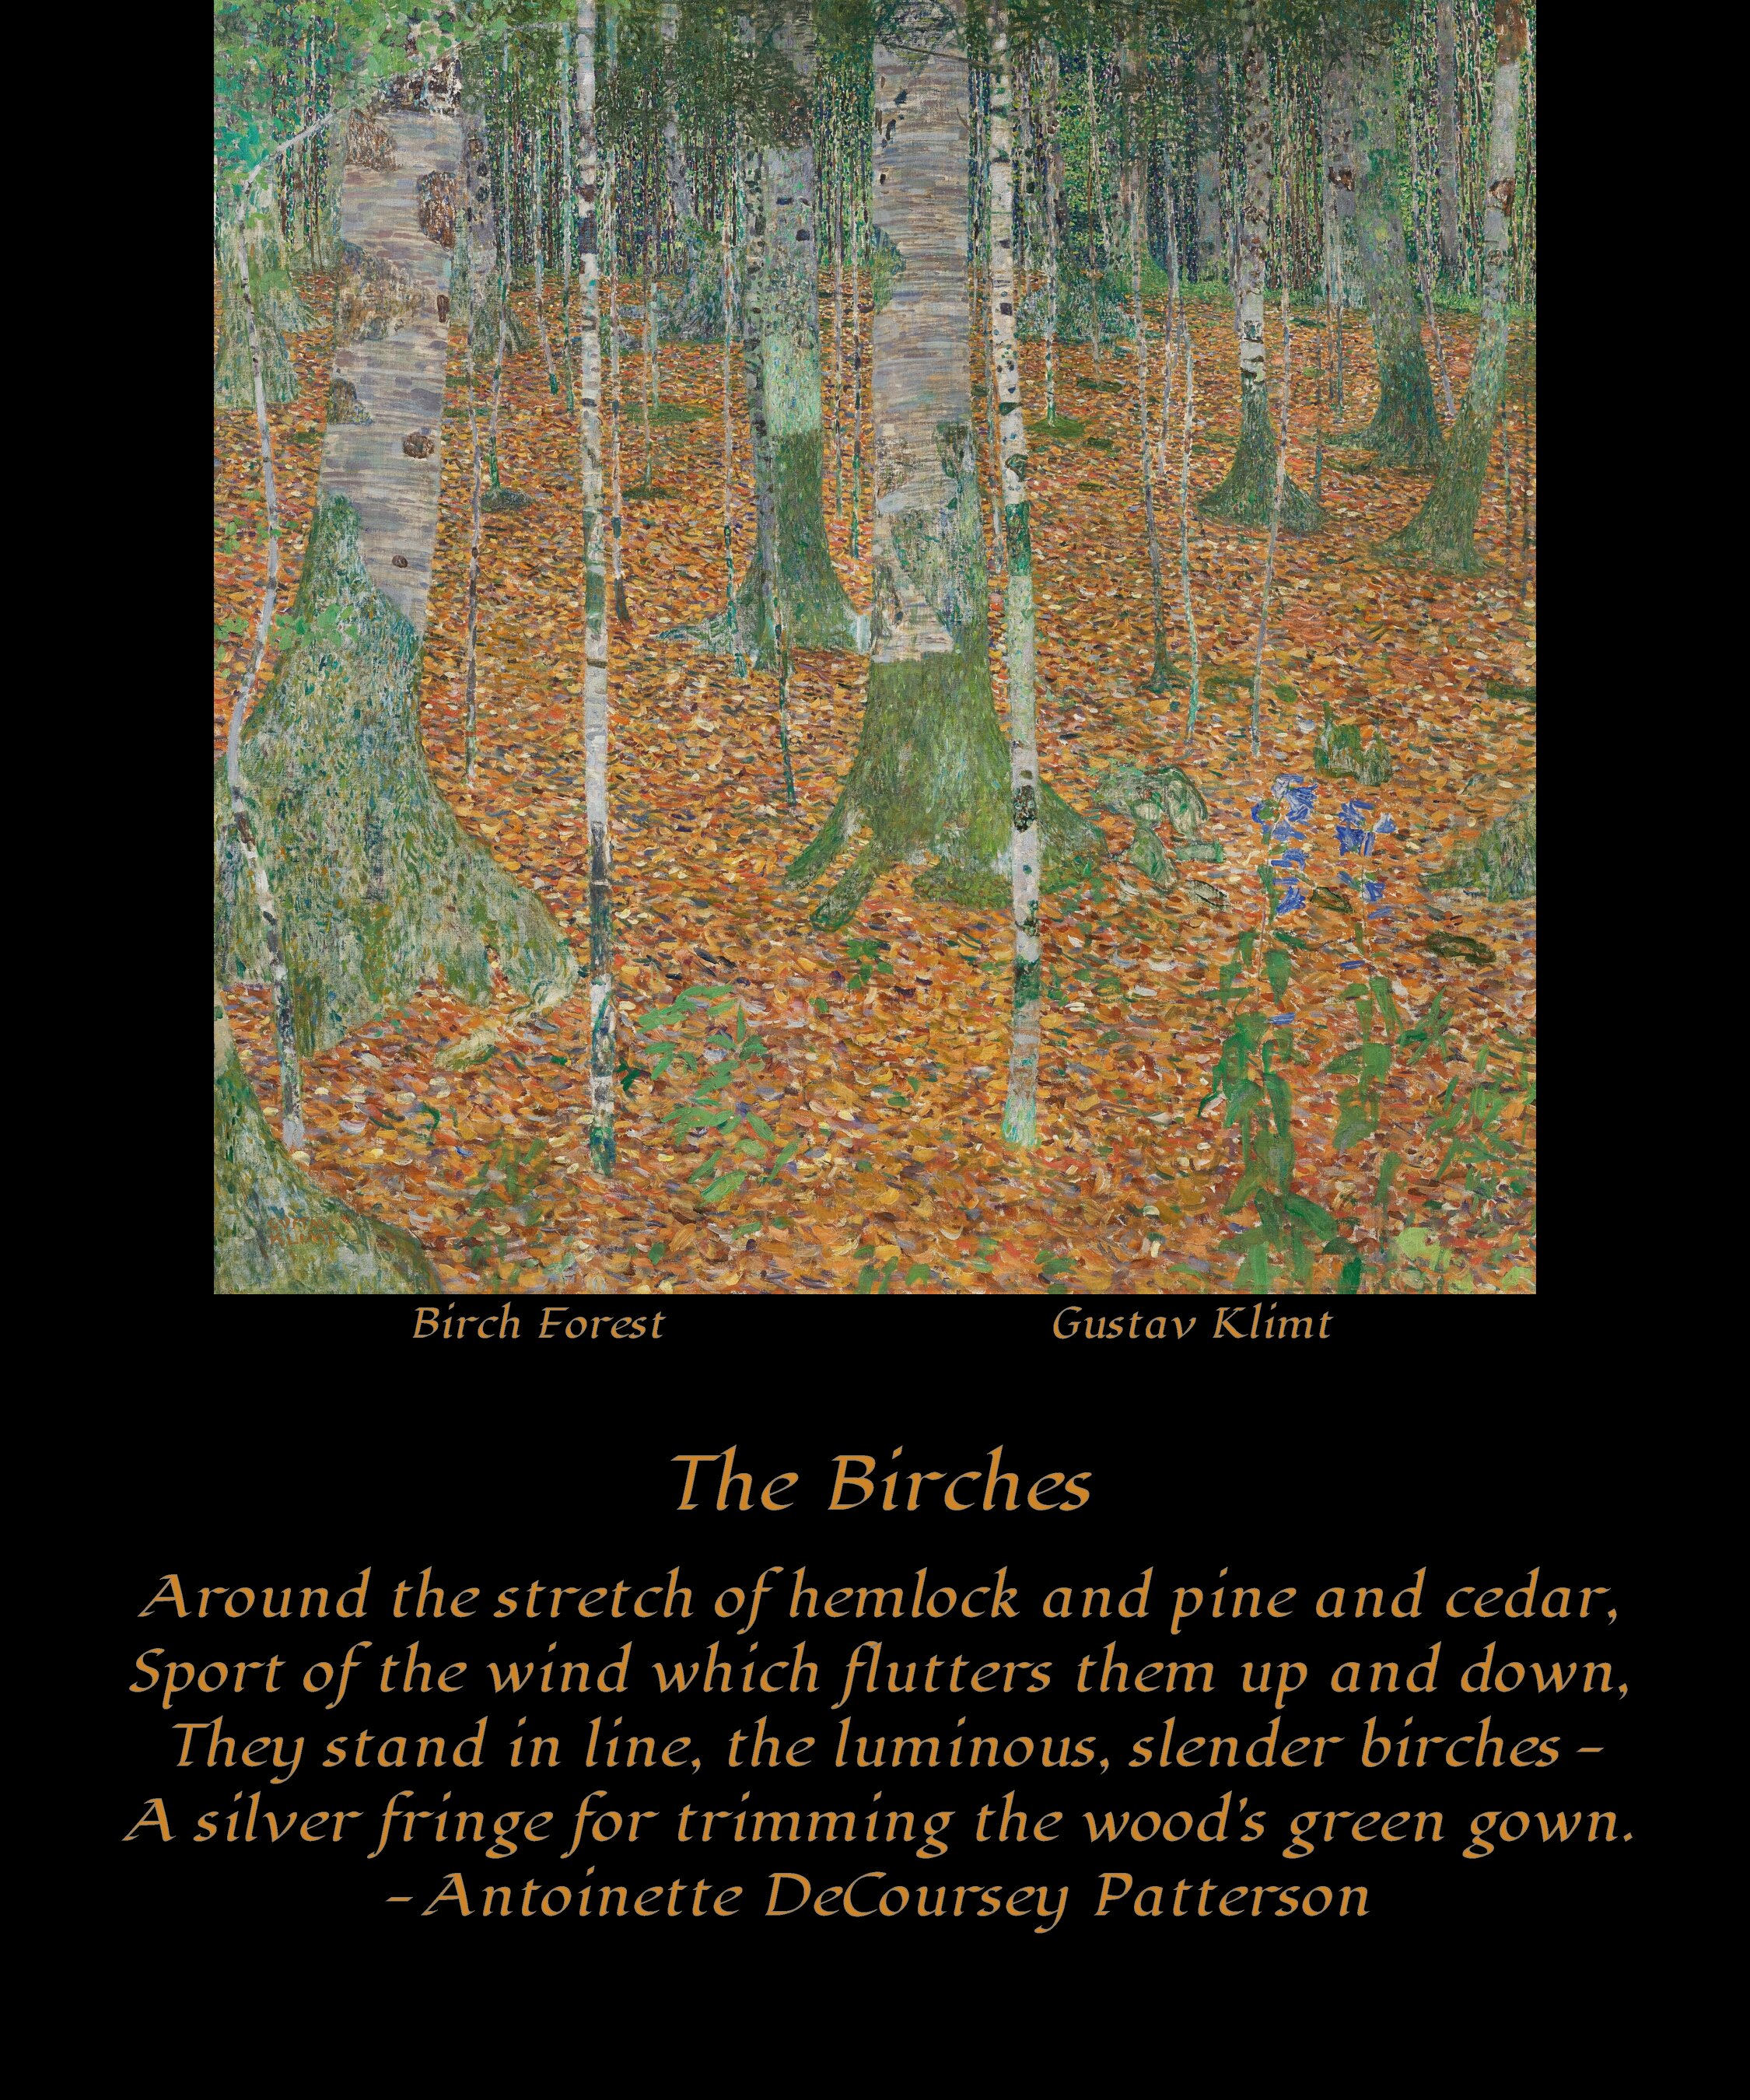 Birch Forest Gustav Klimt
The Birches
Around the stretch of hemlock and pine and cedar,
Sport of the wind which flutters them up and down,
They stand in line, the luminous, slender birches –
A silver fringe for trimming the wood's green gown.
– Antoinette DeCoursey Patterson